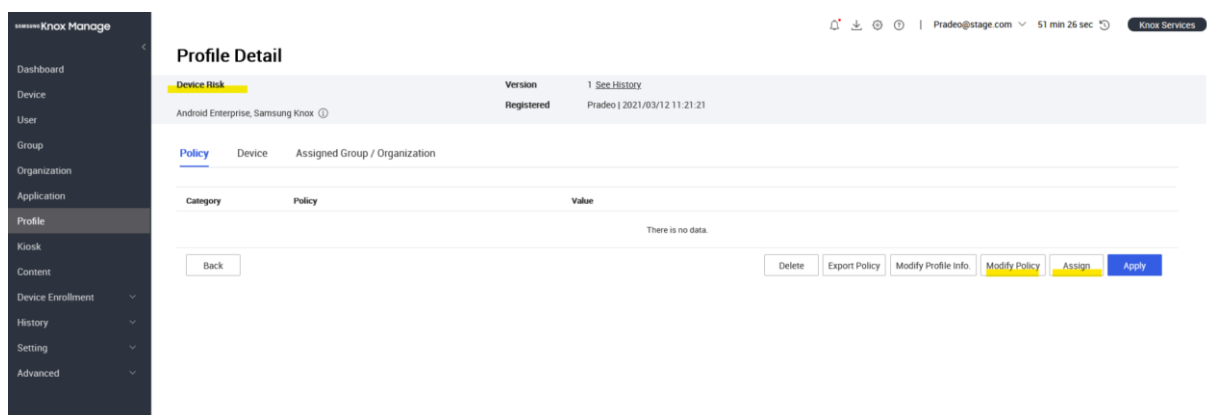 SAMSUNG Knox Manage
Pradeo@stage.com
51 min 26 sec
Knox Services
Dashboard
Device
User
Group
Organization
Application
Profile
Kiosk
Content
Device Enrollment
History
Setting
Advanced
Profile Detail
Device Risk
Version 1 See History
Android Enterprise, Samsung Knox
Registered Pradeo | 2021/03/12 11:21:21
Policy Device Assigned Group / Organization
Category Policy Value
There is no data.
Back Delete Export Policy Modify Profile Info. Modify Policy Assign Apply